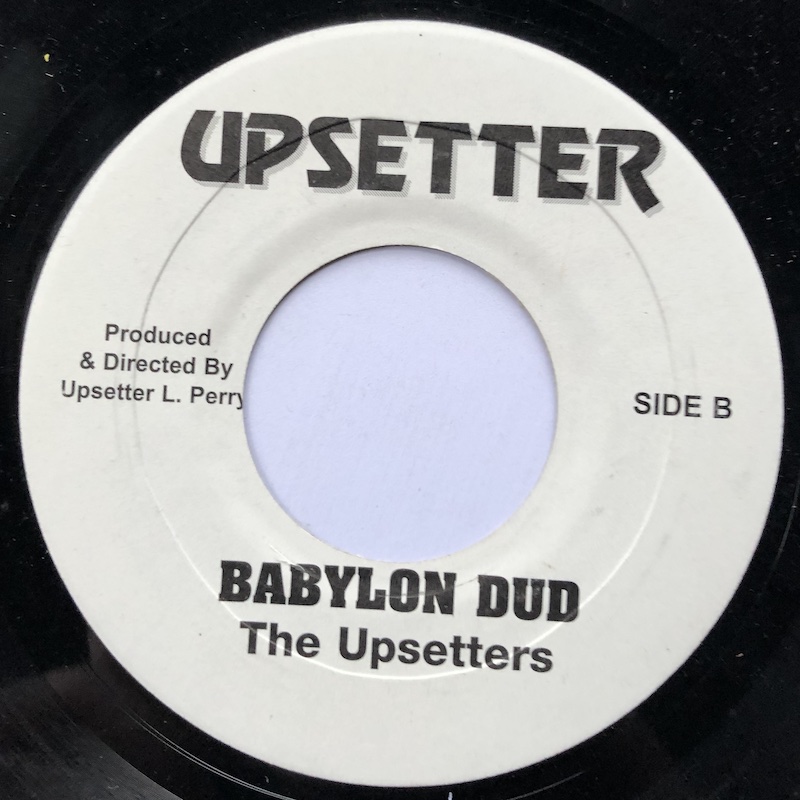 UPSETTER
Produced
& Directed By
Upsetter L. Perry
SIDE B
BABYLON DUD
The Upsetters